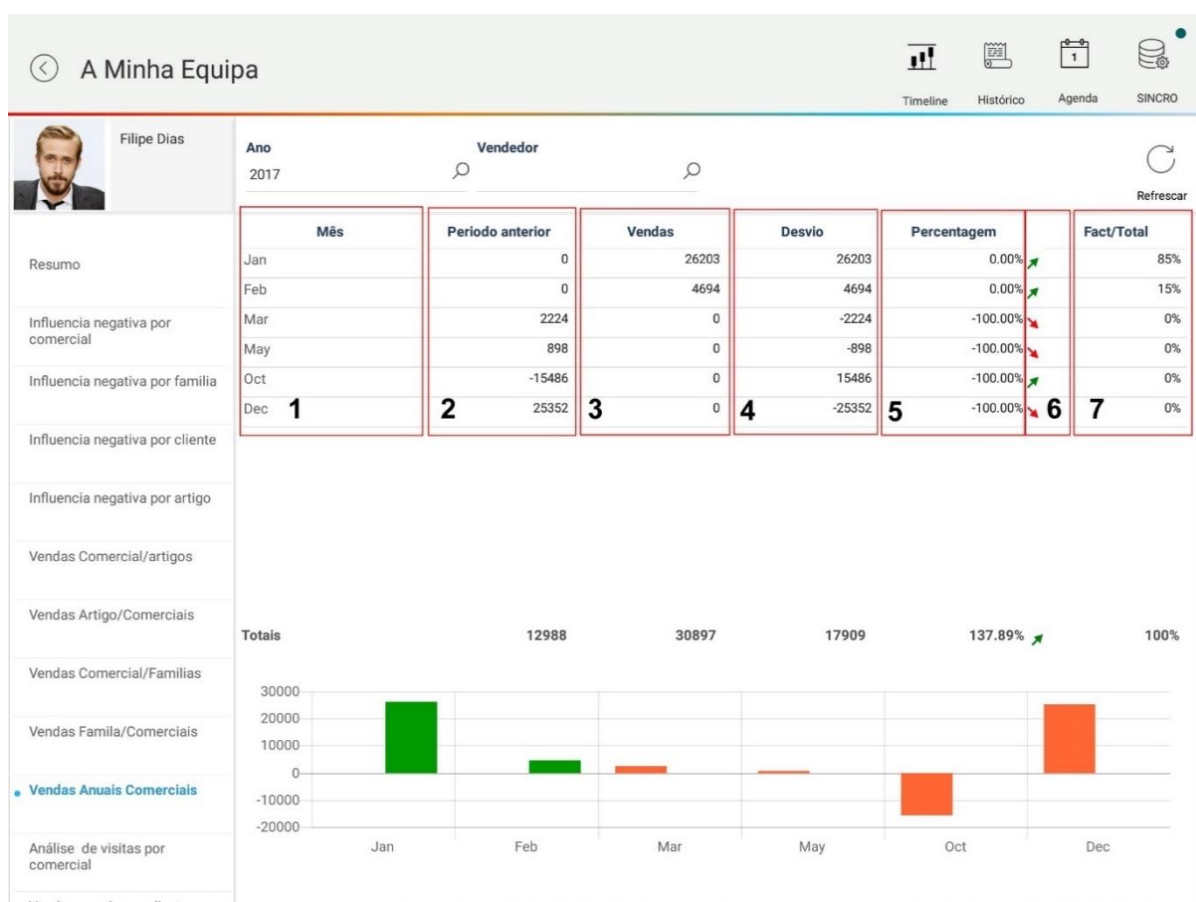 A Minha Equipa
Timeline
Histórico
1
Agenda
SINCRO
Filipe Dias
Ano
Vendedor
2017
Refrescar
Resumo
Influencia negativa por
comercial
Influencia negativa por familia
Influencia negativa por cliente
Influencia negativa por artigo
Vendas Comercial/artigos
Vendas Artigo/Comerciais
Vendas Comercial/Familias
Vendas Famila/Comerciais
Vendas Anuais Comerciais
Análise de visitas por
comercial
Mês Periodo anterior Vendas Desvio Percentagem Fact/Total
Jan 0 26203 26203 0.00% 85%
Feb 0 4694 4694 0.00% 15%
Mar 2224 0 -2224 -100.00% 0%
May 898 0 -898 -100.00% 0%
Oct -15486 0 15486 -100.00% 0%
Dec 1 2 25352 3 0 4 -25352 5 -100.00% 6 7 0%
Totais 12988 30897 17909 137.89% 100%
30000
20000
10000
0
-10000
-20000
Jan Feb Mar May Oct Dec